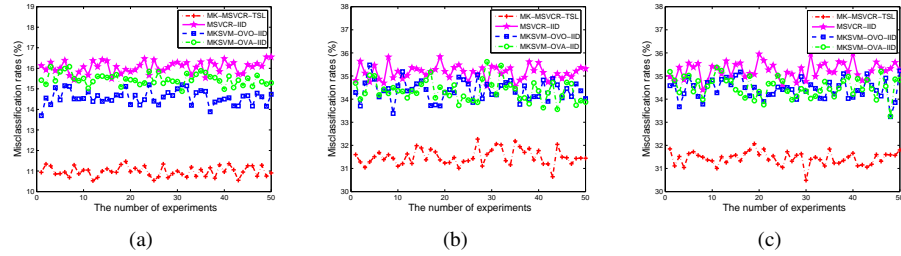 19
18
17
16
15
14
13
12
11
10
0
10
20
30
40
50
Misclassification rates (%)
The number of experiments
MK−MSVCR−TSL
MSVCR−IID
MKSVM−OVO−IID
MKSVM−OVA−IID
(a)
38
37
36
35
34
33
32
31
30
0
10
20
30
40
50
Misclassification rates (%)
The number of experiments
MK−MSVCR−TSL
MSVCR−IID
MKSVM−OVO−IID
MKSVM−OVA−IID
(b)
38
37
36
35
34
33
32
31
30
0
10
20
30
40
50
Misclassification rates (%)
The number of experiments
MK−MSVCR−TSL
MSVCR−IID
MKSVM−OVO−IID
MKSVM−OVA−IID
(c)